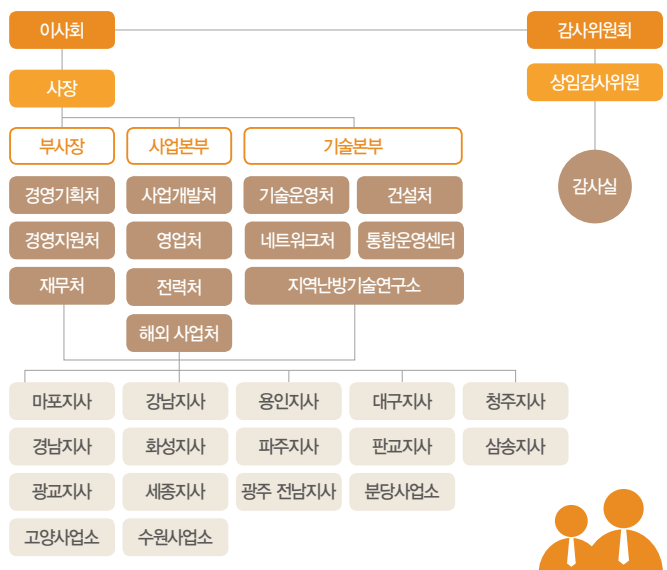 이사회
감사위원회
사장
상임감사위원
부사장
사업본부
기술본부
감사실
경영기획처
사업개발처
기술운영처
건설처
경영지원처
영업처
네트워크처
통합운영센터
재무처
전력처
지역난방기술연구소
해외 사업처
마포지사
강남지사
용인지사
대구지사
청주지사
경남지사
화성지사
파주지사
판교지사
삼송지사
광교지사
세종지사
광주 전남지사
분당사업소
고양사업소
수원사업소